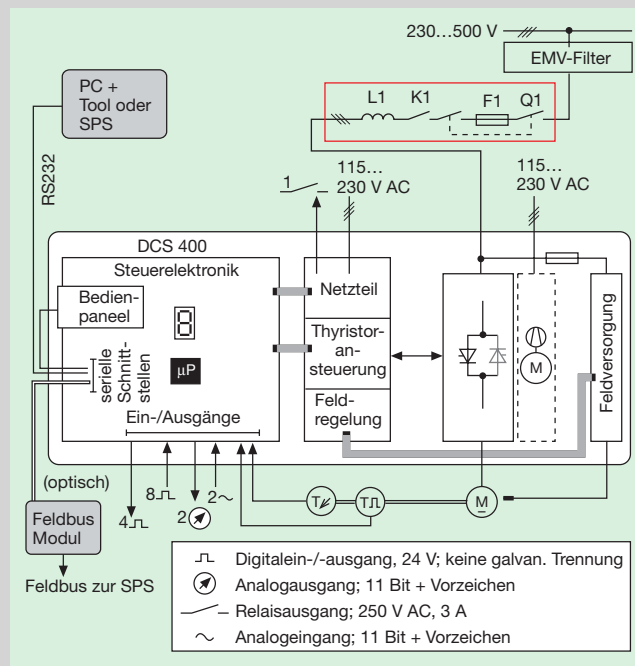 230...500 V
EMV-Filter
PC +
Tool oder
SPS
L1
K1
F1
Q1
RS232
1
115...
230 V AC
115...
230 V AC
DCS 400
Steuerelektronik
Bedien-
paneel
8
µP
serielle
Schnitt-
stellen
Ein-/Ausgänge
Netzteil
Thyristor-
an-
steuerung
Feld-
regelung
M
Feldversorgung
(optisch)
Feldbus
Modul
Feldbus zur SPS
4
8
2
2
T
T
M
Digitalein-/-ausgang, 24 V; keine galvan. Trennung
Analogausgang; 11 Bit + Vorzeichen
Relaisausgang; 250 V AC, 3 A
Analogeingang; 11 Bit + Vorzeichen